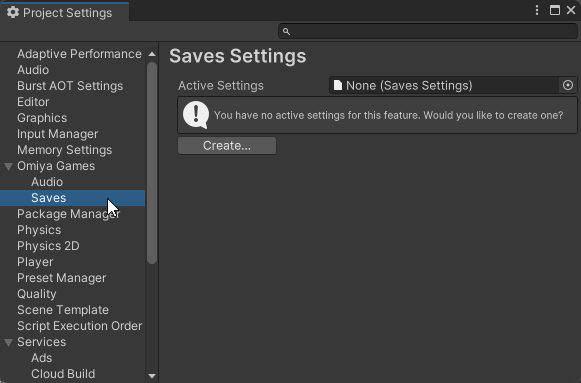 Project Settings
Adaptive Performance
Audio
Burst AOT Settings
Editor
Graphics
Input Manager
Memory Settings
Omiya Games
Audio
Saves
Package Manager
Physics
Physics 2D
Player
Preset Manager
Quality
Scene Template
Script Execution Order
Services
Ads
Cloud Build
Saves Settings
Active Settings
None (Saves Settings)
You have no active settings for this feature. Would you like to create one?
Create...